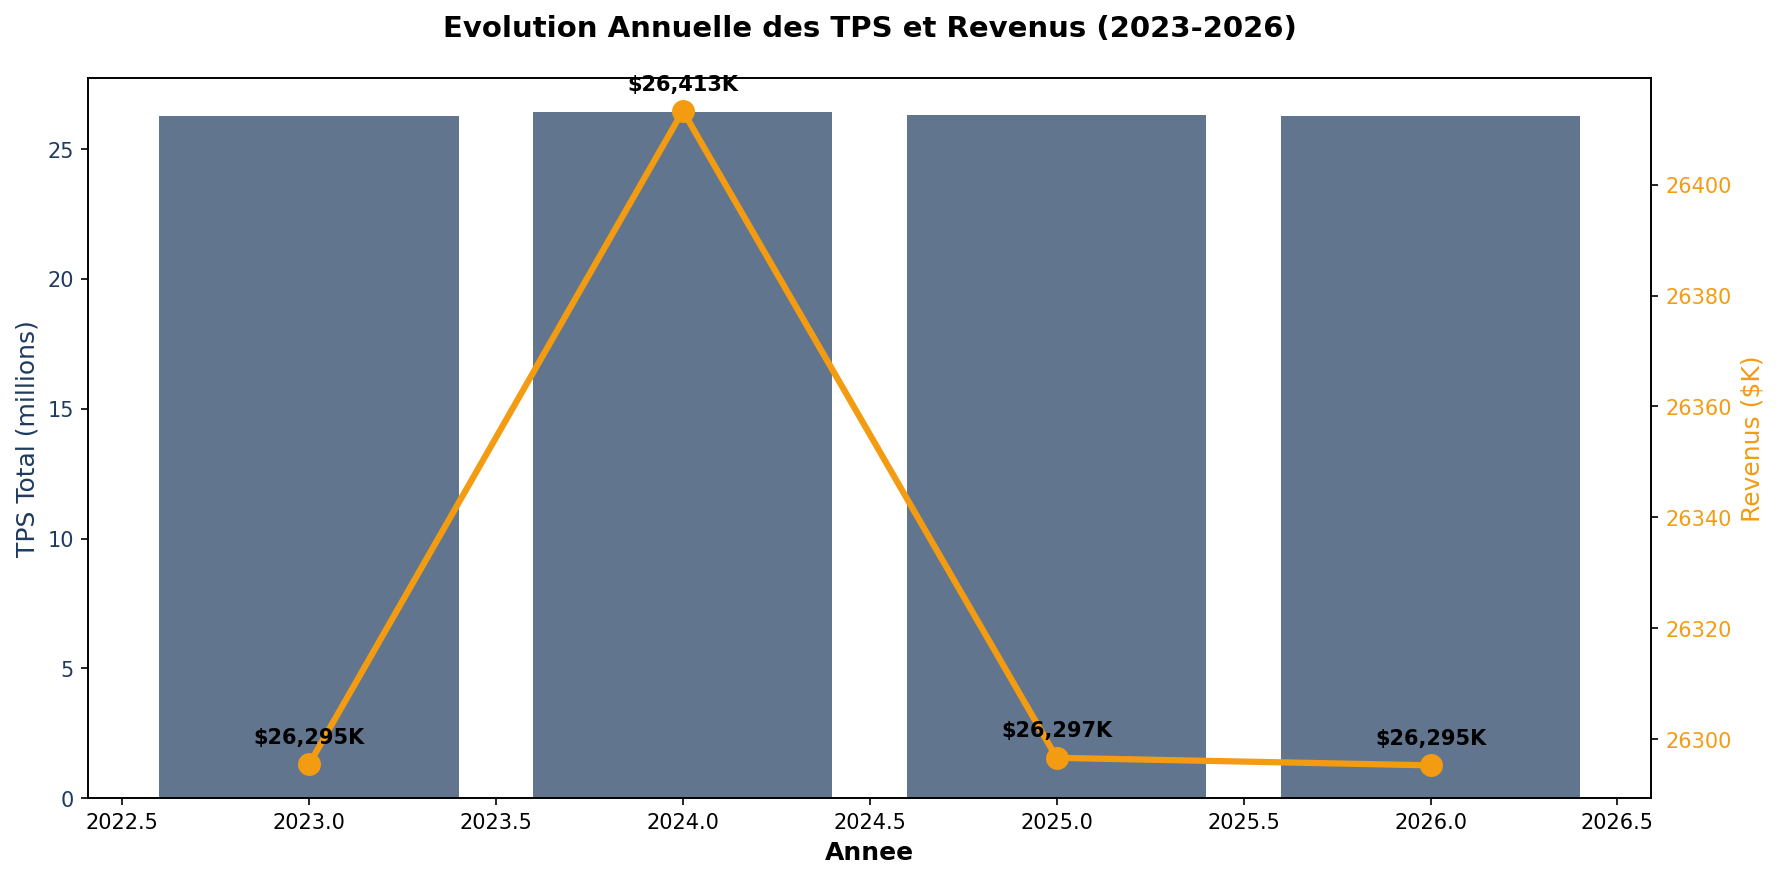 Evolution Annuelle des TPS et Revenus (2023-2026)
$26,413K
$26,295K
$26,297K
$26,295K
TPS Total (millions)
25
20
15
10
5
0
26400
26380
26360
26340
26320
26300
Revenus ($K)
2022.5 2023.0 2023.5 2024.0 2024.5 2025.0 2025.5 2026.0 2026.5
Annee